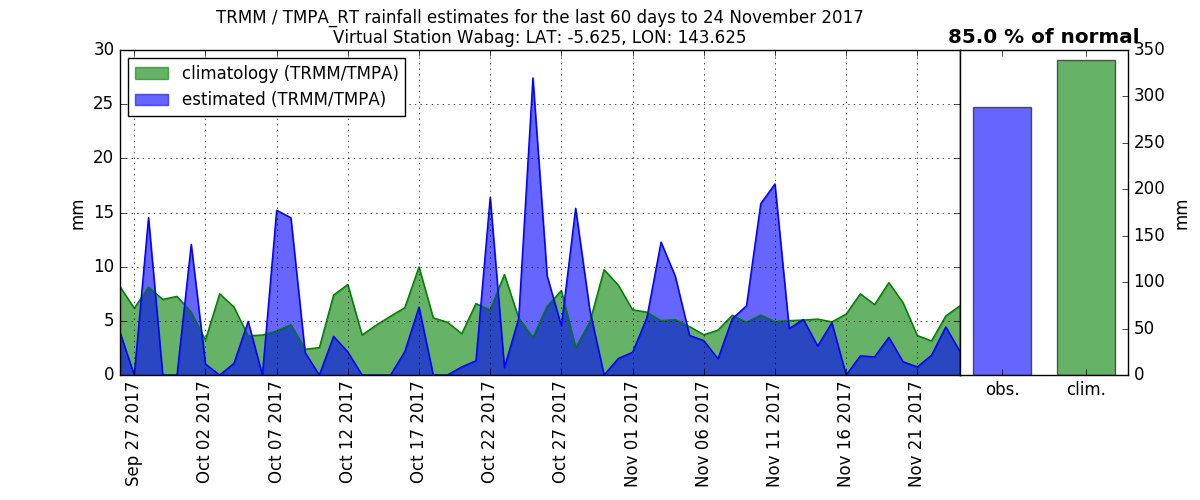 TRMM / TMPA_RT rainfall estimates for the last 60 days to 24 November 2017
Virtual Station Wabag: LAT: -5.625, LON: 143.625
85.0 % of normal
climatology (TRMM/TMPA)
estimated (TRMM/TMPA)
mm
30
25
20
15
10
5
0
Sep 27 2017
Oct 02 2017
Oct 07 2017
Oct 12 2017
Oct 17 2017
Oct 22 2017
Oct 27 2017
Nov 01 2017
Nov 06 2017
Nov 11 2017
Nov 16 2017
Nov 21 2017
obs.
clim.
350
300
250
200
150
100
50
0
mm